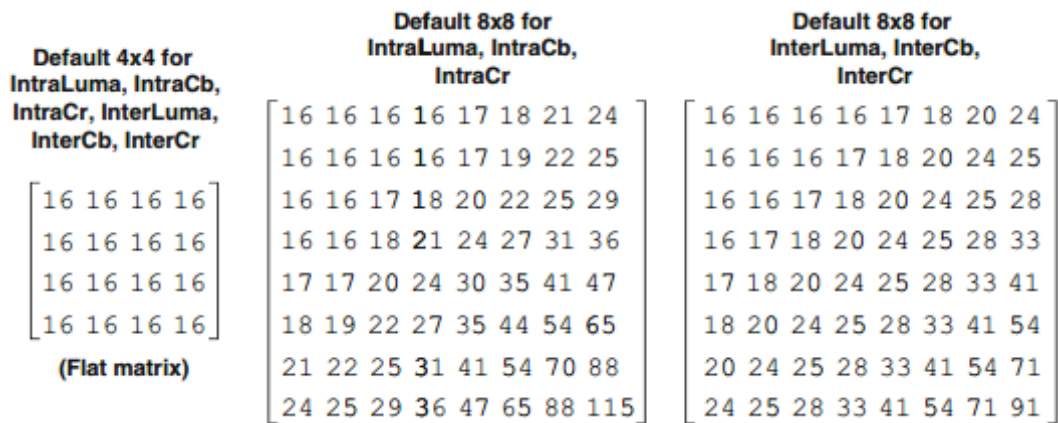 Default 4x4 for
IntraLuma, IntraCb,
IntraCr, InterLuma,
InterCb, InterCr
16 16 16 16
16 16 16 16
16 16 16 16
16 16 16 16
(Flat matrix)
Default 8x8 for
IntraLuma, IntraCb,
IntraCr
16 16 16 16 17 18 21 24
16 16 16 16 17 19 22 25
16 16 17 18 20 22 25 29
16 16 18 21 24 27 31 36
17 17 20 24 30 35 41 47
18 19 22 27 35 44 54 65
21 22 25 31 41 54 70 88
24 25 29 36 47 65 88 115
Default 8x8 for
InterLuma, InterCb,
InterCr
16 16 16 16 17 18 20 24
16 16 16 17 18 20 24 25
16 16 17 18 20 24 25 28
16 17 18 20 24 25 28 33
17 18 20 24 25 28 33 41
18 20 24 25 28 33 41 54
20 24 25 28 33 41 54 71
24 25 28 33 41 54 71 91